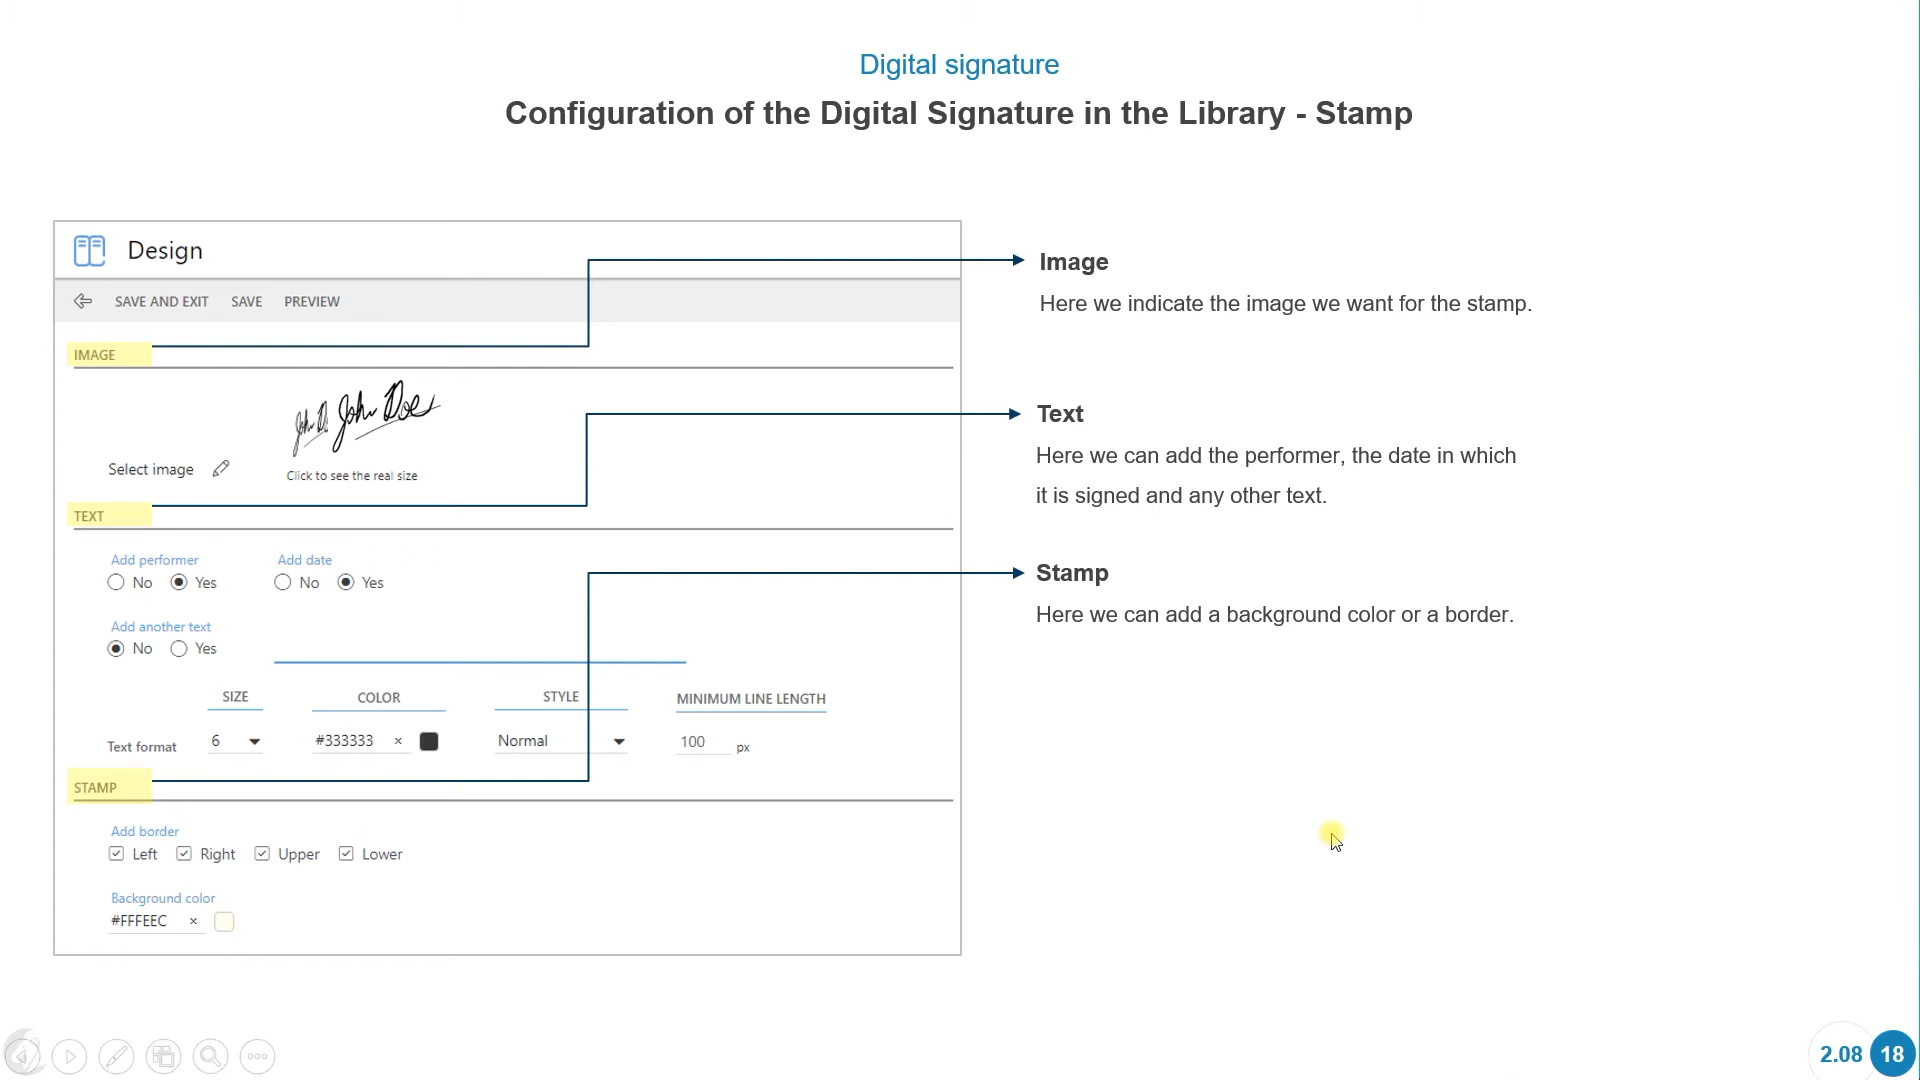 Digital signature
Configuration of the Digital Signature in the Library - Stamp
Design
SAVE AND EXIT SAVE PREVIEW
IMAGE
John D John Doe
Select image
Click to see the real size
TEXT
Add performer Add date
No Yes No Yes
Add another text
No Yes
SIZE COLOR STYLE MINIMUM LINE LENGTH
Text format 6 #333333 × Normal 100 px
STAMP
Add border
Left Right Upper Lower
Background color
#FFFEEC ×
Image
Here we indicate the image we want for the stamp.
Text
Here we can add the performer, the date in which
it is signed and any other text.
Stamp
Here we can add a background color or a border.
2.08 18